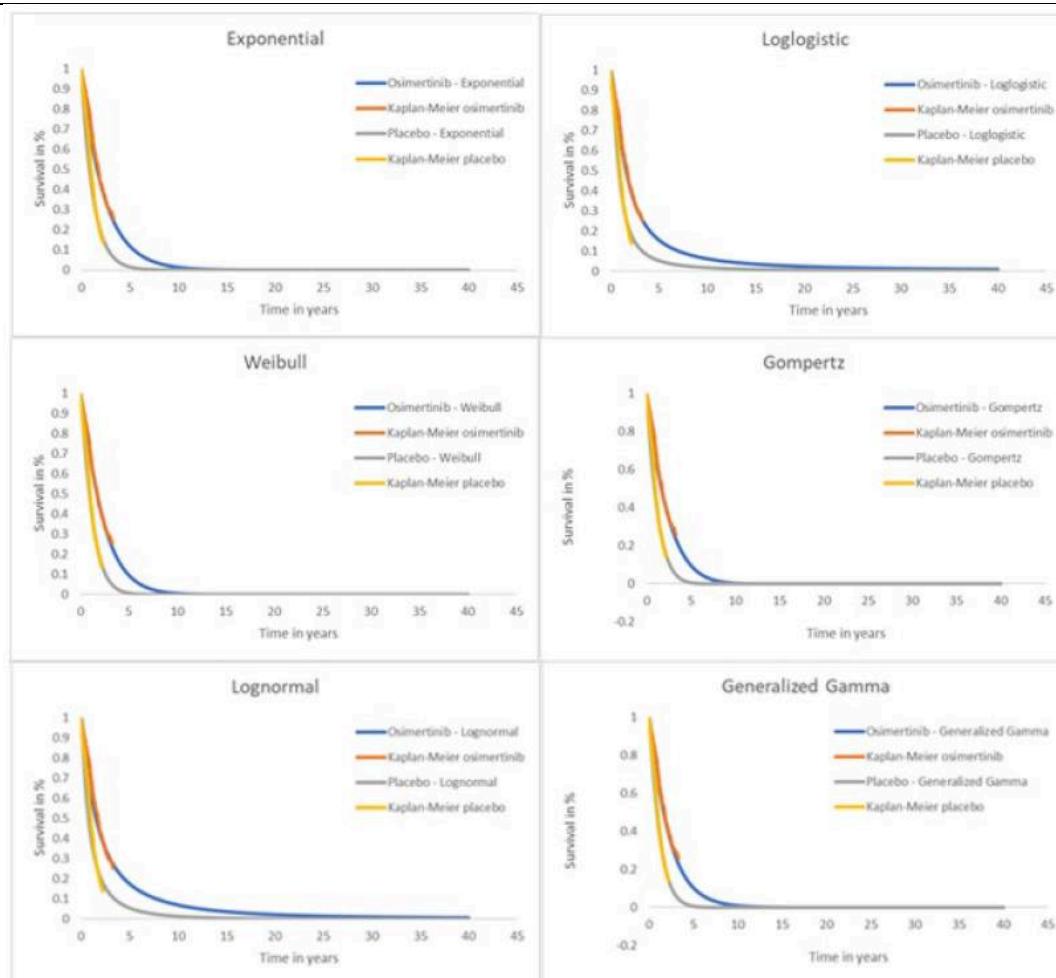 Exponential
Osimertinib - Exponential
Kaplan-Meier osimertinib
Placebo - Exponential
Kaplan-Meier placebo
Survival in %
1
0.9
0.8
0.7
0.6
0.5
0.4
0.3
0.2
0.1
0
0 5 10 15 20 25 30 35 40 45
Time in years
Loglogistic
Osimertinib - Loglogistic
Kaplan-Meier osimertinib
Placebo - Loglogistic
Kaplan-Meier placebo
Survival in %
1
0.9
0.8
0.7
0.6
0.5
0.4
0.3
0.2
0.1
0
0 5 10 15 20 25 30 35 40 45
Time in years
Weibull
Osimertinib - Weibull
Kaplan-Meier osimertinib
Placebo - Weibull
Kaplan-Meier placebo
Survival in %
1
0.9
0.8
0.7
0.6
0.5
0.4
0.3
0.2
0.1
0
0 5 10 15 20 25 30 35 40 45
Time in years
Gompertz
Osimertinib - Gompertz
Kaplan-Meier osimertinib
Placebo - Gompertz
Kaplan-Meier placebo
Survival in %
1
0.8
0.6
0.4
0.2
0
-0.2
0 5 10 15 20 25 30 35 40 45
Time in years
Lognormal
Osimertinib - Lognormal
Kaplan-Meier osimertinib
Placebo - Lognormal
Kaplan-Meier placebo
Survival in %
1
0.9
0.8
0.7
0.6
0.5
0.4
0.3
0.2
0.1
0
0 5 10 15 20 25 30 35 40 45
Time in years
Generalized Gamma
Osimertinib - Generalized Gamma
Kaplan-Meier osimertinib
Placebo - Generalized Gamma
Kaplan-Meier placebo
Survival in %
1
0.8
0.6
0.4
0.2
0
-0.2
0 5 10 15 20 25 30 35 40 45
Time in years